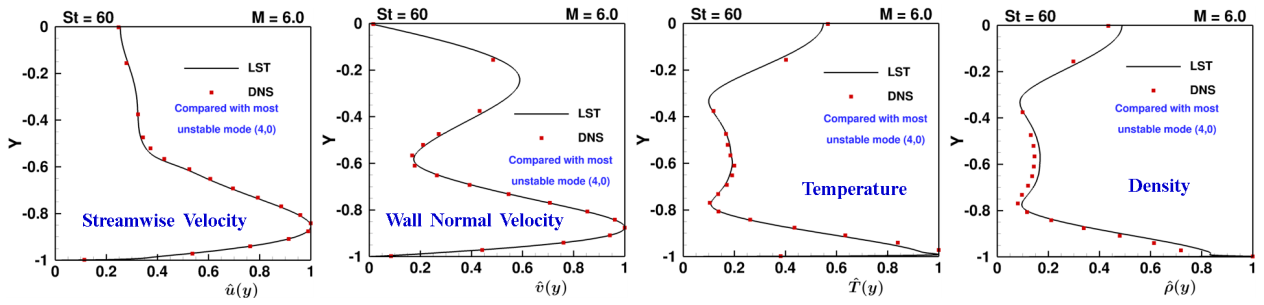 St = 60 M = 6.0
0
-0.2
-0.4
-0.6
-0.8
-1
Y
LST
DNS
Compared with most
unstable mode (4,0)
Streamwise Velocity
0 0.2 0.4 0.6 0.8 1
û(y)
St = 60 M = 6.0
0
-0.2
-0.4
-0.6
-0.8
-1
Y
LST
DNS
Compared with most
unstable mode (4,0)
Wall Normal Velocity
0 0.2 0.4 0.6 0.8 1
v̂(y)
St = 60 M = 6.0
0
-0.2
-0.4
-0.6
-0.8
-1
Y
LST
DNS
Compared with most
unstable mode (4,0)
Temperature
0 0.2 0.4 0.6 0.8 1
T̂(y)
St = 60 M = 6.0
0
-0.2
-0.4
-0.6
-0.8
-1
Y
LST
DNS
Compared with most
unstable mode (4,0)
Density
0 0.2 0.4 0.6 0.8 1
ρ̂(y)